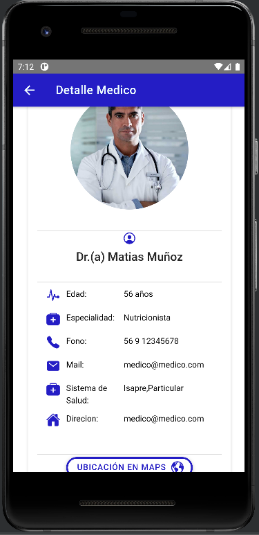 7:12
Detalle Medico
Dr.(a) Matias Muñoz
Edad: 56 años
Especialidad: Nutricionista
Fono: 56 9 12345678
Mail: medico@medico.com
Sistema de Isapre,Particular
Salud:
Direcion: medico@medico.com
UBICACIÓN EN MAPS